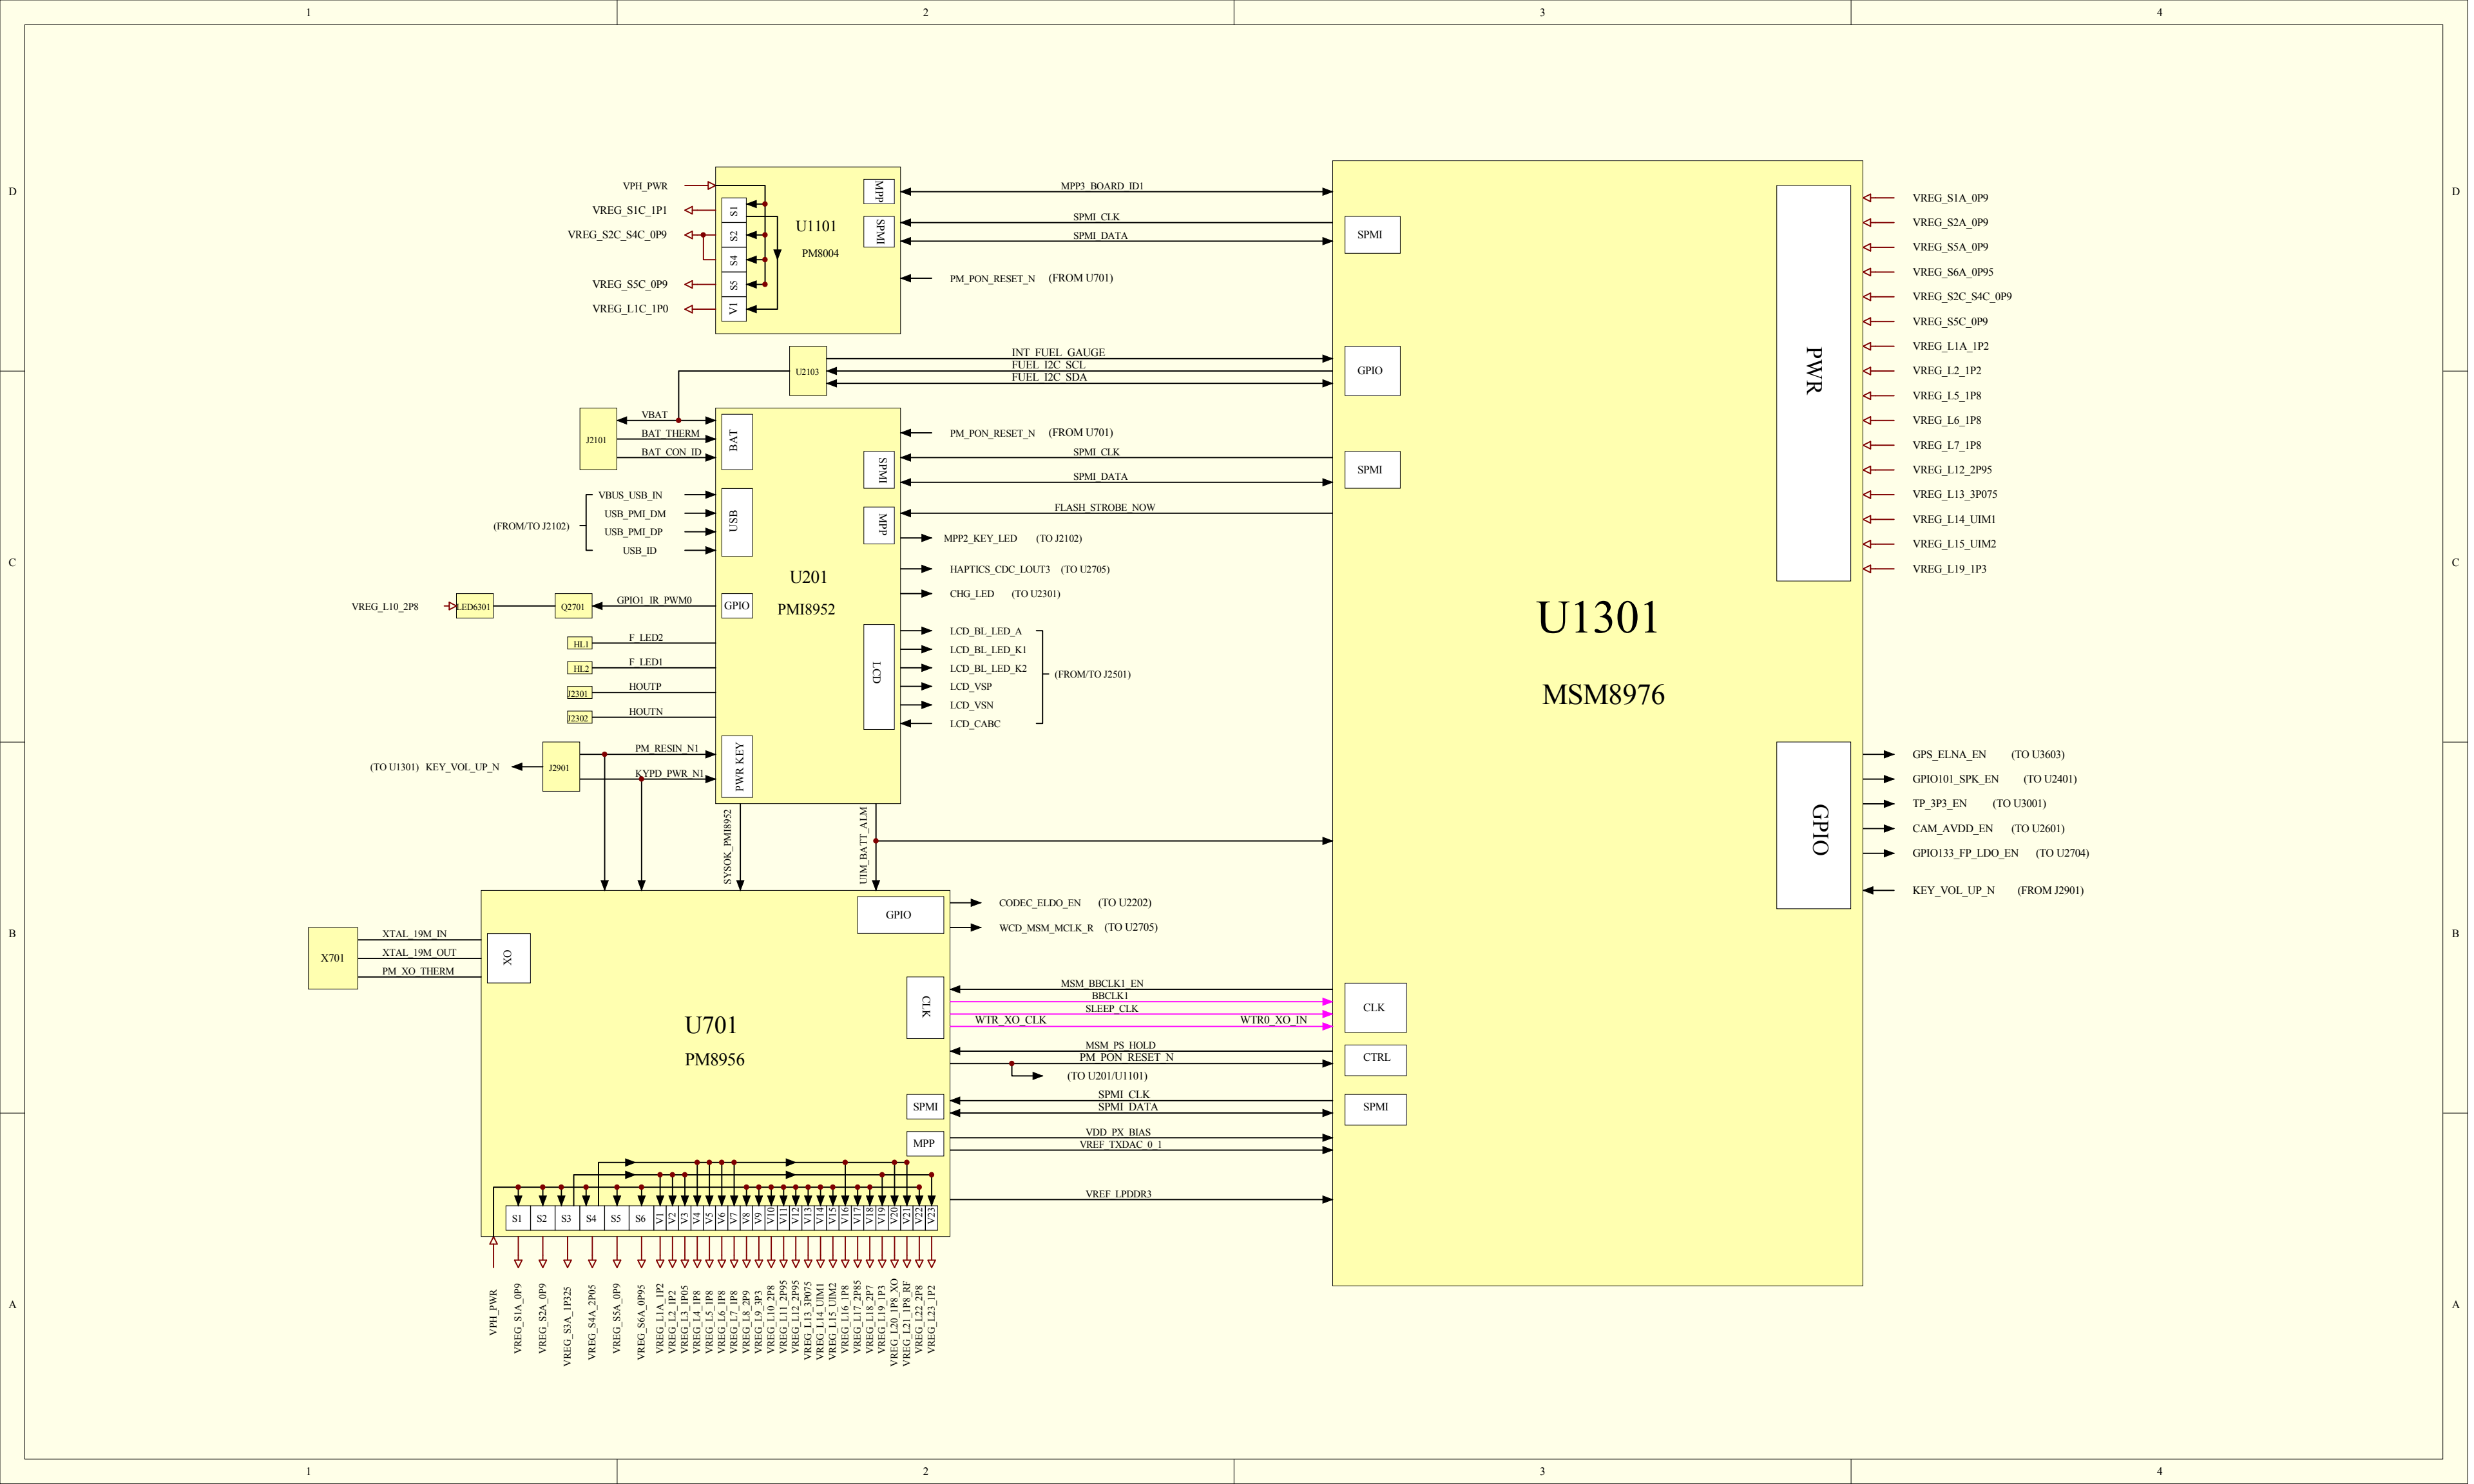 1 2 3 4
D D
C C
B B
A A
VPH_PWR
VREG_S1C_1P1
VREG_S2C_S4C_0P9
VREG_S5C_0P9
VREG_L1C_1P0
S1
S2
S4
S5
V1
U1101
PM8004
MPP
SPMI
MPP3_BOARD_ID1
SPMI_CLK
SPMI_DATA
PM_PON_RESET_N (FROM U701)
SPMI
U2103
INT_FUEL_GAUGE
FUEL_I2C_SCL
FUEL_I2C_SDA
GPIO
J2101
VBAT
BAT_THERM
BAT_CON_ID
BAT
(FROM/TO J2102)
VBUS_USB_IN
USB_PMI_DM
USB_PMI_DP
USB_ID
USB
U201
PMI8952
VREG_L10_2P8
LED6301
Q2701
GPIO1_IR_PWM0
GPIO
HL1
F_LED2
HL2
F_LED1
J2301
HOUTP
J2302
HOUTN
(TO U1301) KEY_VOL_UP_N
J2901
PM_RESIN_N1
KYPD_PWR_N1
PWR KEY
SPMI
MPP
LCD
PM_PON_RESET_N (FROM U701)
SPMI_CLK
SPMI_DATA
SPMI
FLASH_STROBE_NOW
MPP2_KEY_LED (TO J2102)
HAPTICS_CDC_LOUT3 (TO U2705)
CHG_LED (TO U2301)
LCD_BL_LED_A
LCD_BL_LED_K1
LCD_BL_LED_K2
LCD_VSP
LCD_VSN
LCD_CABC
(FROM/TO J2501)
SYSOK_PMI8952
UIM_BATT_ALM
X701
XTAL_19M_IN
XTAL_19M_OUT
PM_XO_THERM
XO
U701
PM8956
GPIO
CODEC_ELDO_EN (TO U2202)
WCD_MSM_MCLK_R (TO U2705)
CLK
MSM_BBCLK1_EN
BBCLK1
SLEEP_CLK
WTR_XO_CLK WTR0_XO_IN
CLK
MSM_PS_HOLD
PM_PON_RESET_N
(TO U201/U1101)
CTRL
SPMI
SPMI_CLK
SPMI_DATA
SPMI
MPP
VDD_PX_BIAS
VREF_TXDAC_0_1
VREF_LPDDR3
S1 S2 S3 S4 S5 S6 V1 V2 V3 V4 V5 V6 V7 V8 V9 V10 V11 V12 V13 V14 V15 V16 V17 V18 V19 V20 V21 V22 V23
VPH_PWR
VREG_S1A_0P9
VREG_S2A_0P9
VREG_S3A_1P325
VREG_S4A_2P05
VREG_S5A_0P9
VREG_S6A_0P95
VREG_L1A_1P2
VREG_L2_1P2
VREG_L3_1P05
VREG_L4_1P8
VREG_L5_1P8
VREG_L6_1P8
VREG_L7_1P8
VREG_L8_2P9
VREG_L9_3P3
VREG_L10_2P8
VREG_L11_2P95
VREG_L12_2P95
VREG_L13_3P075
VREG_L14_UIM1
VREG_L15_UIM2
VREG_L16_1P8
VREG_L17_2P85
VREG_L18_2P7
VREG_L19_1P3
VREG_L20_1P8_XO
VREG_L21_1P8_RF
VREG_L22_2P8
VREG_L23_1P2
U1301
MSM8976
PWR
VREG_S1A_0P9
VREG_S2A_0P9
VREG_S5A_0P9
VREG_S6A_0P95
VREG_S2C_S4C_0P9
VREG_S5C_0P9
VREG_L1A_1P2
VREG_L2_1P2
VREG_L5_1P8
VREG_L6_1P8
VREG_L7_1P8
VREG_L12_2P95
VREG_L13_3P075
VREG_L14_UIM1
VREG_L15_UIM2
VREG_L19_1P3
GPIO
GPS_ELNA_EN (TO U3603)
GPIO101_SPK_EN (TO U2401)
TP_3P3_EN (TO U3001)
CAM_AVDD_EN (TO U2601)
GPIO133_FP_LDO_EN (TO U2704)
KEY_VOL_UP_N (FROM J2901)
1 2 3 4